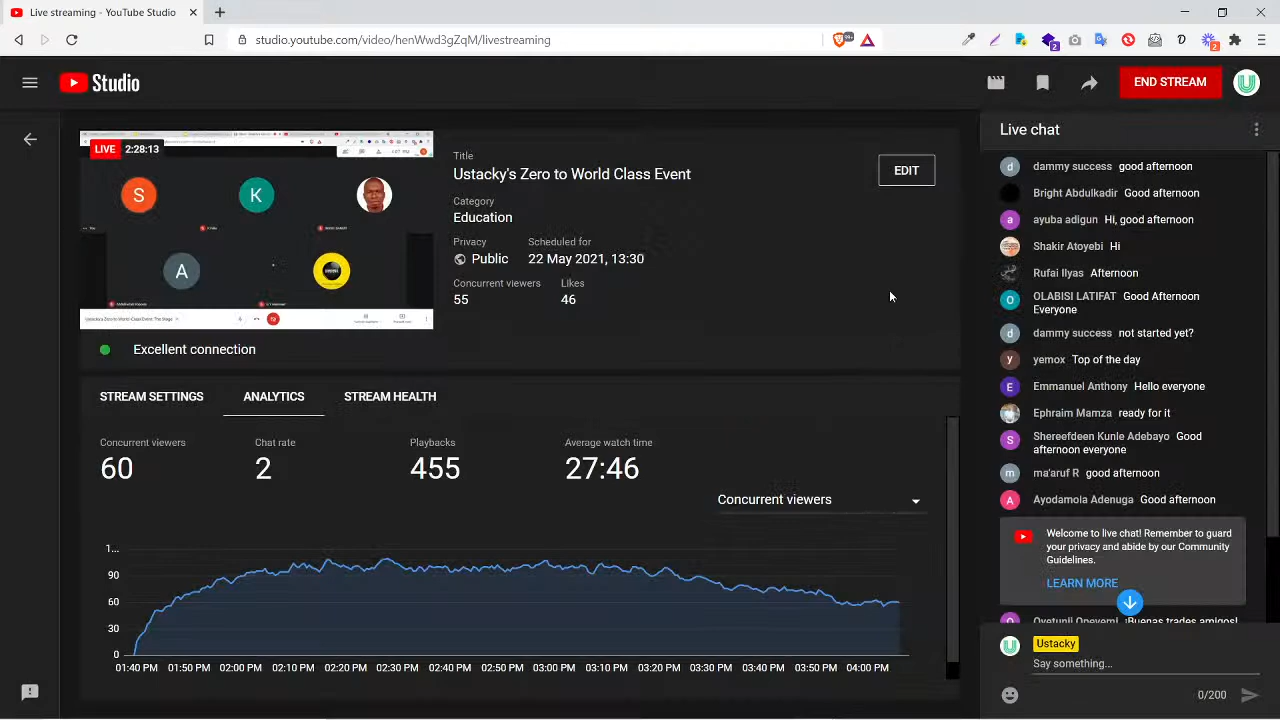 Live streaming - YouTube Studio
studio.youtube.com/video/henWwd3gZqM/livestreaming
99+
2
2
Studio
END STREAM
LIVE 2:28:13
S K
A
Excellent connection
Title
Ustacky's Zero to World Class Event
EDIT
Category
Education
Privacy Scheduled for
Public 22 May 2021, 13:30
Concurrent viewers Likes
55 46
STREAM SETTINGS ANALYTICS STREAM HEALTH
Concurrent viewers Chat rate Playbacks Average watch time
60 2 455 27:46
Concurrent viewers
1...
90
60
30
0
01:40 PM 01:50 PM 02:00 PM 02:10 PM 02:20 PM 02:30 PM 02:40 PM 02:50 PM 03:00 PM 03:10 PM 03:20 PM 03:30 PM 03:40 PM 03:50 PM 04:00 PM
Live chat
d dammy success good afternoon
Bright Abdulkadir Good afternoon
a ayuba adigun Hi, good afternoon
Shakir Atoyebi Hi
Rufai Ilyas Afternoon
O OLABISI LATIFAT Good Afternoon
Everyone
d dammy success not started yet?
y yemox Top of the day
E Emmanuel Anthony Hello everyone
Ephraim Mamza ready for it
S Shereefdeen Kunle Adebayo Good
afternoon everyone
m ma'aruf R good afternoon
A Ayodamoia Adenuga Good afternoon
Welcome to live chat! Remember to guard
your privacy and abide by our Community
Guidelines.
LEARN MORE
Oyetunji Opeyemi ¡Buenas trades amigos!
Ustacky
Say something...
0/200